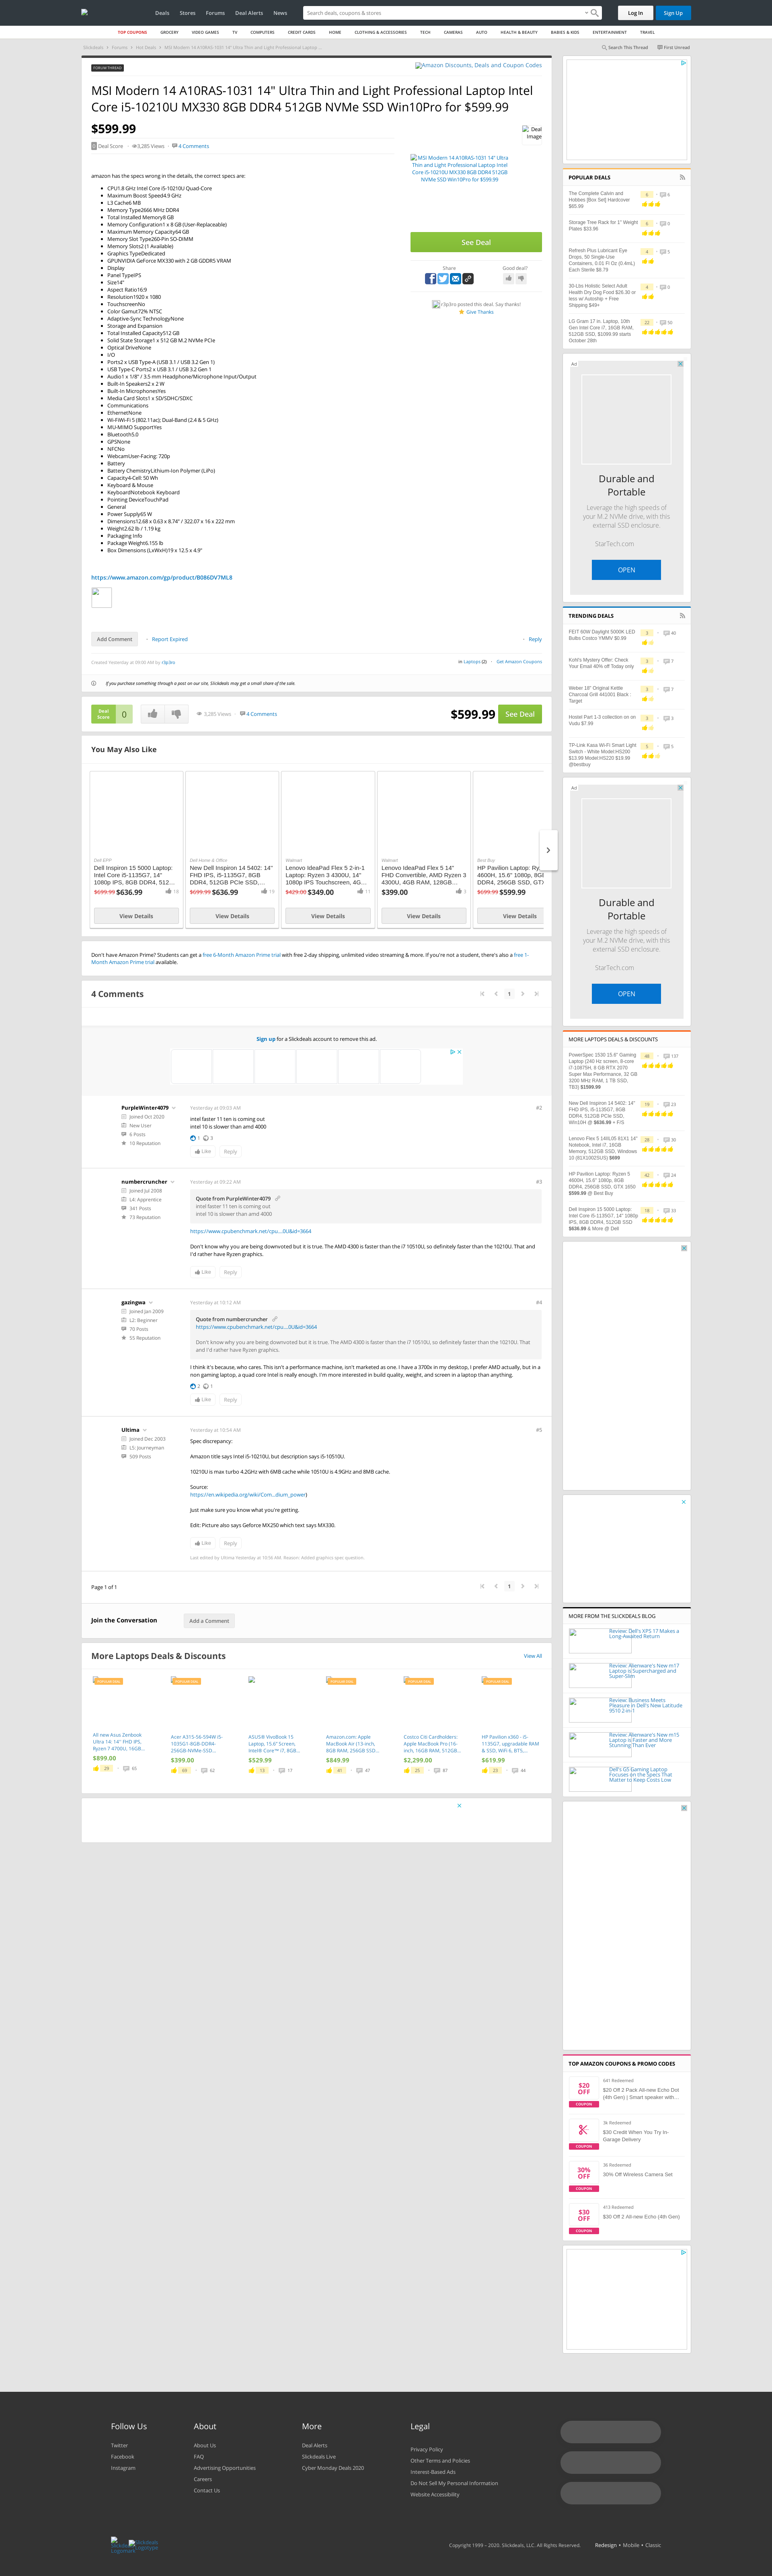 Deals
Stores
Forums
Deal Alerts
News
Search deals, coupons & stores
Log In
Sign Up
TOP COUPONS
GROCERY
VIDEO GAMES
TV
COMPUTERS
CREDIT CARDS
HOME
CLOTHING & ACCESSORIES
TECH
CAMERAS
AUTO
HEALTH & BEAUTY
BABIES & KIDS
ENTERTAINMENT
TRAVEL
Slickdeals > Forums > Hot Deals > MSI Modern 14 A10RAS-1031 14" Ultra Thin and Light Professional Laptop ...
Search This Thread
First Unread
FORUM THREAD
Amazon Discounts, Deals and Coupon Codes
MSI Modern 14 A10RAS-1031 14" Ultra Thin and Light Professional Laptop Intel
Core i5-10210U MX330 8GB DDR4 512GB NVMe SSD Win10Pro for $599.99
$599.99
0 Deal Score
3,285 Views
4 Comments
Deal
Image
MSI Modern 14 A10RAS-1031 14" Ultra
Thin and Light Professional Laptop Intel
Core i5-10210U MX330 8GB DDR4 512GB
NVMe SSD Win10Pro for $599.99
See Deal
Share
Good deal?
rlip3ro posted this deal. Say thanks!
Give Thanks
amazon has the specs wrong in the details, the correct spes are:
CPU1.8 GHz Intel Core i5-10210U Quad-Core
Maximum Boost Speed4.9 GHz
L3 Cache6 MB
Memory Type2666 MHz DDR4
Total Installed Memory8 GB
Memory Configuration1 x 8 GB (User-Replaceable)
Maximum Memory Capacity64 GB
Memory Slot Type260-Pin SO-DIMM
Memory Slots2 (1 Available)
Graphics TypeDedicated
GPUNVIDIA GeForce MX330 with 2 GB GDDR5 VRAM
Display
Panel TypeIPS
Size14"
Aspect Ratio16:9
Resolution1920 x 1080
TouchscreenNo
Color Gamut72% NTSC
Adaptive-Sync TechnologyNone
Storage and Expansion
Total Installed Capacity512 GB
Solid State Storage1 x 512 GB M.2 NVMe PCIe
Optical DriveNone
I/O
Ports2 x USB Type-A (USB 3.1 / USB 3.2 Gen 1)
USB Type-C Ports2 x USB 3.1 / USB 3.2 Gen 1
Audio1 x 1/8" / 3.5 mm Headphone/Microphone Input/Output
Built-In Speakers2 x 2 W
Built-In MicrophonesYes
Media Card Slots1 x SD/SDHC/SDXC
Communications
EthernetNone
Wi-FiWi-Fi 5 (802.11ac); Dual-Band (2.4 & 5 GHz)
MU-MIMO SupportYes
Bluetooth5.0
GPSNone
NFCNo
WebcamUser-Facing: 720p
Battery
Battery ChemistryLithium-Ion Polymer (LiPo)
Capacity4-Cell: 50 Wh
Keyboard & Mouse
KeyboardNotebook Keyboard
Pointing DeviceTouchPad
General
Power Supply65 W
Dimensions12.68 x 0.63 x 8.74" / 322.07 x 16 x 222 mm
Weight2.62 lb / 1.19 kg
Packaging Info
Package Weight6.155 lb
Box Dimensions (LxWxH)19 x 12.5 x 4.9"
https://www.amazon.com/gp/product/B086DV7ML8
Add Comment
Report Expired
Reply
Laptops (2)
Get Amazon Coupons
If you purchase something through a post on our site, Slickdeals may get a small share of the sale.
Deal
Score
0
3,285 Views
4 Comments
$599.99
See Deal
You May Also Like
Dell EPP
Dell Inspiron 15 5000 Laptop:
Intel Core i5-1135G7, 14"
1080p IPS, 8GB DDR4, 512...
$699.99 $636.99
View Details
Dell Home & Office
New Dell Inspiron 14 5402: 14"
FHD IPS, i5-1135G7, 8GB
DDR4, 512GB PCIe SSD,...
$699.99 $636.99
View Details
Walmart
Lenovo IdeaPad Flex 5 2-in-1
Laptop: Ryzen 3 4300U, 14"
1080p IPS Touchscreen, 4G...
$429.00 $349.00
11
View Details
Walmart
Lenovo IdeaPad Flex 5 14"
FHD Convertible, AMD Ryzen 3
4300U, 4GB RAM, 128GB...
$399.00
3
View Details
Best Buy
HP Pavilion Laptop: Ry
4600H, 15.6" 1080p, 8GB
DDR4, 256GB SSD, GTX
$699.99 $599.99
View Details
Don't have Amazon Prime? Students can get a free 6-Month Amazon Prime trial with free 2-day shipping, unlimited video streaming & more. If you're not a student, there's also a free 1-
Month Amazon Prime trial available.
4 Comments
1
Sign up for a Slickdeals account to remove this ad.
PurpleWinter4079
Joined Oct 2020
New User
6 Posts
10 Reputation
Yesterday at 09:09 AM
#2
intel faster 11 ten is coming out
intel 10 is slower than amd 4000
1 3
Like
Reply
numbercruncher
Joined Jul 2008
L4: Apprentice
341 Posts
73 Reputation
Yesterday at 09:22 AM
#3
Quote from PurpleWinter4079
intel faster 11 ten is coming out
intel 10 is slower than amd 4000
https://www.cpubenchmark.net/cpu....0U&id=3664
Don't know why you are being downvoted but it is true. The AMD 4300 is faster than the i7 10510U, so definitely faster than the 10210U. That and
I'd rather have Ryzen graphics.
Like
Reply
gazingwa
Joined Jan 2009
L2: Beginner
70 Posts
55 Reputation
Yesterday at 10:12 AM
#4
Quote from numbercruncher
https://www.cpubenchmark.net/cpu....0U&id=3664
Don't know why you are being downvoted but it is true. The AMD 4300 is faster than the i7 10510U, so definitely faster than the 10210U. That
and I'd rather have Ryzen graphics.
I think it's because, who cares. This isn't a performance machine, isn't marketed as one. I have a 3700x in my desktop, I prefer AMD actually, but in a
non gaming laptop, a quad core Intel is really enough. I'm more interested in build quality, weight, and screen in a laptop than anything.
2 1
Like
Reply
Ultima
Joined Dec 2003
L5: Journeyman
509 Posts
Yesterday at 10:54 AM
#5
Spec discrepancy:
Amazon title says Intel i5-10210U, but description says i5-10510U.
10210U is max turbo 4.2GHz with 6MB cache while 10510U is 4.9GHz and 8MB cache.
Source:
https://en.wikipedia.org/wiki/Com...dium_power)
Just make sure you know what you're getting.
Edit: Picture also says Geforce MX250 which text says MX330.
Like
Reply
Last edited by Ultima Yesterday at 10:56 AM. Reason: Added graphics spec question.
Page 1 of 1
1
Join the Conversation
Add a Comment
More Laptops Deals & Discounts
View All
All new Asus Zenbook
Ultra 14: 14" FHD IPS,
Ryzen 7 4700U, 16GB...
$899.00
29 65
Acer A315-56-594W i5-
1035G1-8GB-DDR4-
256GB-NVMe-SSD...
$399.00
62
ASUS® VivoBook 15
Laptop, 15.6" Screen,
Intel® Core™ i7, 8GB...
$529.99
13 17
Amazon.com: Apple
MacBook Air (13 inch,
8GB RAM, 256GB SSD...
$849.99
41
Costco Citi Cardholders:
Apple MacBook Pro (16-
inch, 16GB RAM, 512GB...
$2,299.00
25 87
HP Pavilion x360 - i5-
1135G7, upgradable RAM
& SSD, WiFi 6, BT5,...
$619.99
23 44
POPULAR DEALS
The Complete Calvin and
Hobbes [Box Set] Hardcover
$65.99
Storage Tree Rack for 1" Weight
Plates $33.96
Refresh Plus Lubricant Eye
Drops, 50 Single-Use
Containers, 0.01 Fl Oz (0.4mL)
Each Sterile $8.79
30-Lbs Holistic Select Adult
Health Dry Dog Food $26.30 or
less w/ Autoship + Free
Shipping $49+
LG Gram 17 in. Laptop, 10th
Gen Intel Core i7, 16GB RAM,
512GB SSD, $1099.99 starts
October 28th
Ad
Durable and
Portable
Leverage the high speeds of
your M.2 NVMe drive, with this
external SSD enclosure.
StarTech.com
OPEN
TRENDING DEALS
FEIT 60W Daylight 5000K LED
Bulbs Costco YMMV $0.99
3 40
Kohl's Mystery Offer: Check
Your Email 40% off Today only
3 7
Weber 18" Original Kettle
Charcoal Grill 441001 Black :
Target
3 7
Hostel Part 1-3 collection on on
Vudu $7.99
3 3
TP-Link Kasa Wi-Fi Smart Light
Switch - White Model:HS200
$13.99 Model:HS220 $19.99
@bestbuy
5 5
Ad
Durable and
Portable
Leverage the high speeds of
your M.2 NVMe drive, with this
external SSD enclosure.
StarTech.com
OPEN
MORE LAPTOPS DEALS & DISCOUNTS
PowerSpec 1530 15.6" Gaming
Laptop (240 Hz screen, 8-core
i7-10875H, 8 GB RTX 2070
Super Max Performance, 32 GB
3200 MHz RAM, 1 TB SSD,
TB3) $1599.99
48 137
New Dell Inspiron 14 5402: 14"
FHD IPS, i5-1135G7, 8GB
DDR4, 512GB PCIe SSD,
Win10H @ $636.99 + F/S
19 23
Lenovo Flex 5 14IIL05 81X1 14"
Notebook, Intel i7, 16GB
Memory, 512GB SSD, Windows
10 (81X10025US) $699
28 30
HP Pavilion Laptop: Ryzen 5
4600H, 15.6" 1080p, 8GB
DDR4, 256GB SSD, GTX 1650
$599.99 @ Best Buy
42 24
Dell Inspiron 15 5000 Laptop:
Intel Core i5-1135G7, 14" 1080p
IPS, 8GB DDR4, 512GB SSD
$636.99 & More @ Dell
18 10
MORE FROM THE SLICKDEALS BLOG
Review: Dell's XPS 17 Makes a
Long-Awaited Return
Review: Alienware's New m17
Laptop is Supercharged and
Super-Slim
Review: Business Meets
Pleasure in Dell's New Latitude
9510 2-in-1
Review: Alienware's New m15
Laptop is Faster and More
Stunning Than Ever
Dell's G5 Gaming Laptop
Focuses on the Specs That
Matter to Keep Costs Low
TOP AMAZON COUPONS & PROMO CODES
$20
OFF
COUPON
641 Redeemed
$20 Off 2 Pack All-new Echo Dot
(4th Gen) | Smart speaker with...
COUPON
3k Redeemed
$30 Credit When You Try In-
Garage Delivery
30%
OFF
COUPON
36 Redeemed
30% Off Wireless Camera Set
$30
OFF
COUPON
413 Redeemed
$30 Off 2 All-new Echo (4th Gen)
Follow Us
Twitter
Facebook
Instagram
About
About Us
FAQ
Advertising Opportunities
Careers
Contact Us
More
Deal Alerts
Slickdeals Live
Cyber Monday Deals 2020
Legal
Privacy Policy
Other Terms and Policies
Interest-Based Ads
Do Not Sell My Personal Information
Website Accessibility
Copyright 1999 - 2020. Slickdeals, LLC. All Rights Reserved.
Redesign • Mobile • Classic